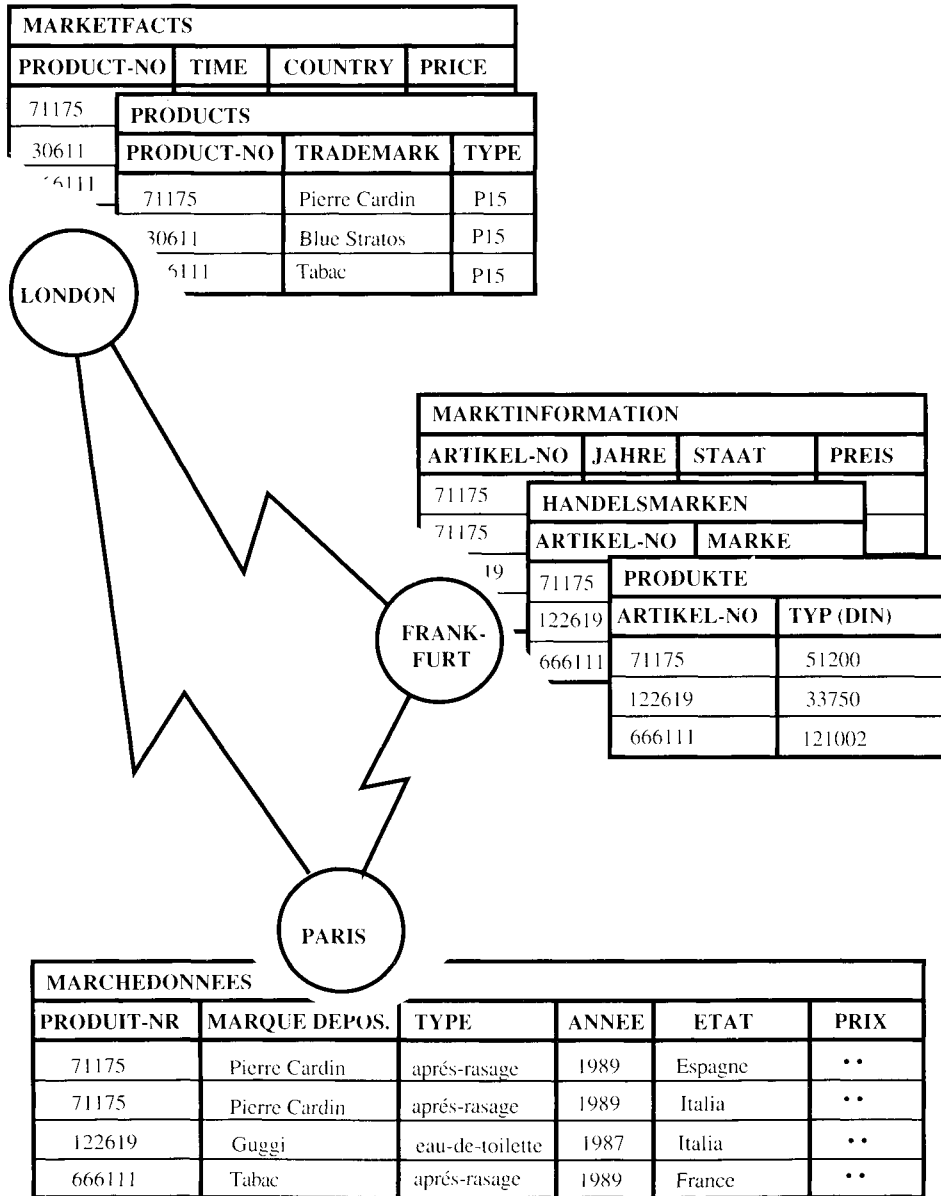 MARKETFACTS
PRODUCT-NO TIME COUNTRY PRICE
71175
30611
6111
PRODUCTS
PRODUCT-NO TRADEMARK TYPE
71175 Pierre Cardin P15
30611 Blue Stratos P15
6111 Tabac P15
LONDON
MARKTINFORMATION
ARTIKEL-NO JAHRE STAAT PREIS
71175
71175
19
HANDELSMARKEN
ARTIKEL-NO MARKE
71175
122619
666111
PRODUKTE
ARTIKEL-NO TYP (DIN)
71175 51200
122619 33750
666111 121002
FRANK-
FURT
PARIS
MARCHEDONNEES
PRODUIT-NR MARQUE DEPOS. TYPE ANNEE ETAT PRIX
71175 Pierre Cardin aprés-rasage 1989 Espagne ••
71175 Pierre Cardin aprés-rasage 1989 Italia ••
122619 Guggi eau-de-toilette 1987 Italia ••
666111 Tabac aprés-rasage 1989 France ••